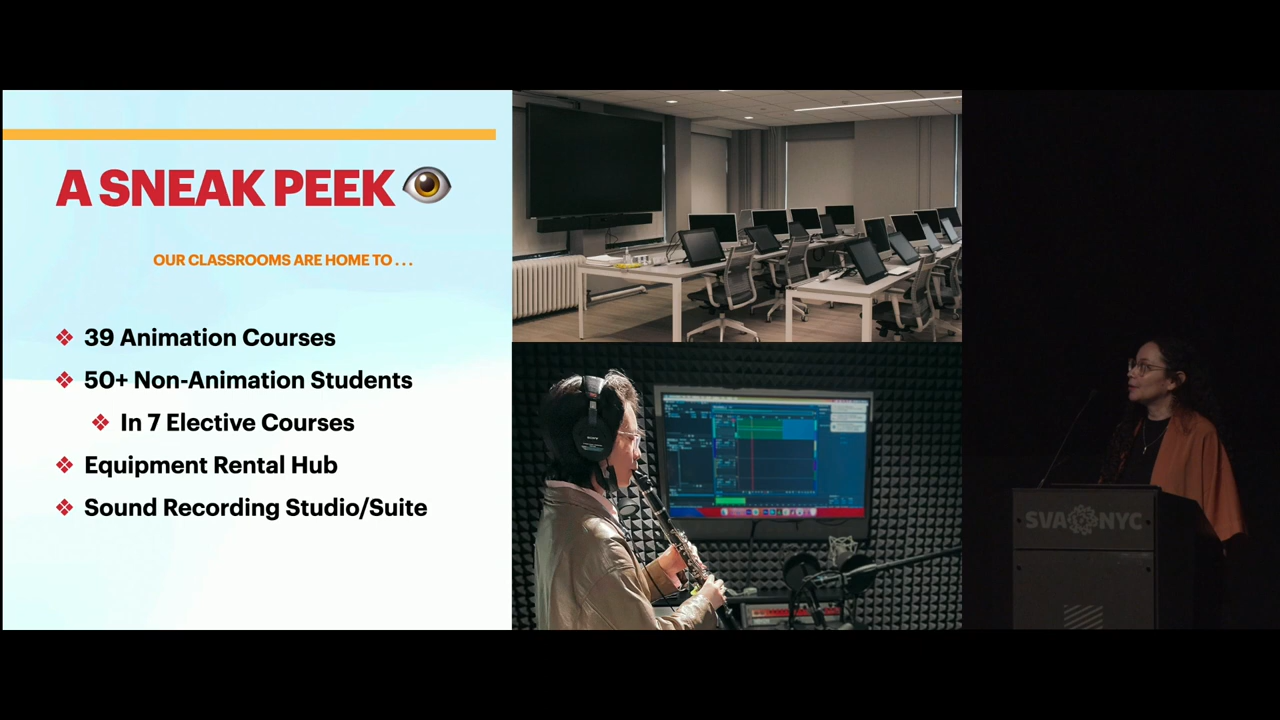 A SNEAK PEEK
OUR CLASSROOMS ARE HOME TO . . .
39 Animation Courses
50+ Non-Animation Students
In 7 Elective Courses
Equipment Rental Hub
Sound Recording Studio/Suite
SVA NYC